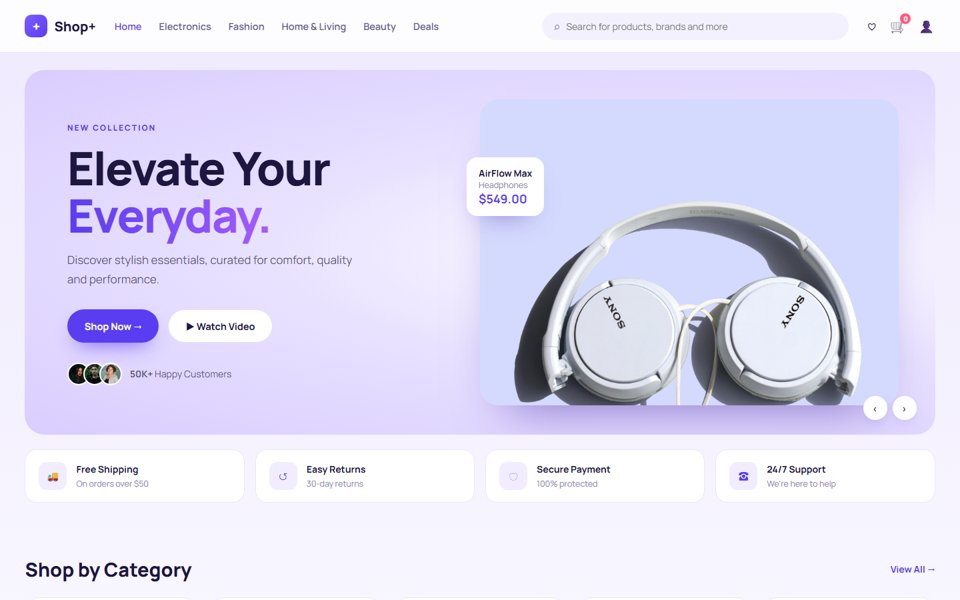 Shop+
Home
Electronics
Fashion
Home & Living
Beauty
Deals
Search for products, brands and more
0
NEW COLLECTION
Elevate Your
Everyday.
Discover stylish essentials, curated for comfort, quality
and performance.
Shop Now →
▶ Watch Video
50K+ Happy Customers
AirFlow Max
Headphones
$549.00
SONY
SONY
‹
›
Free Shipping
On orders over $50
Easy Returns
30-day returns
Secure Payment
100% protected
24/7 Support
We're here to help
Shop by Category
View All →